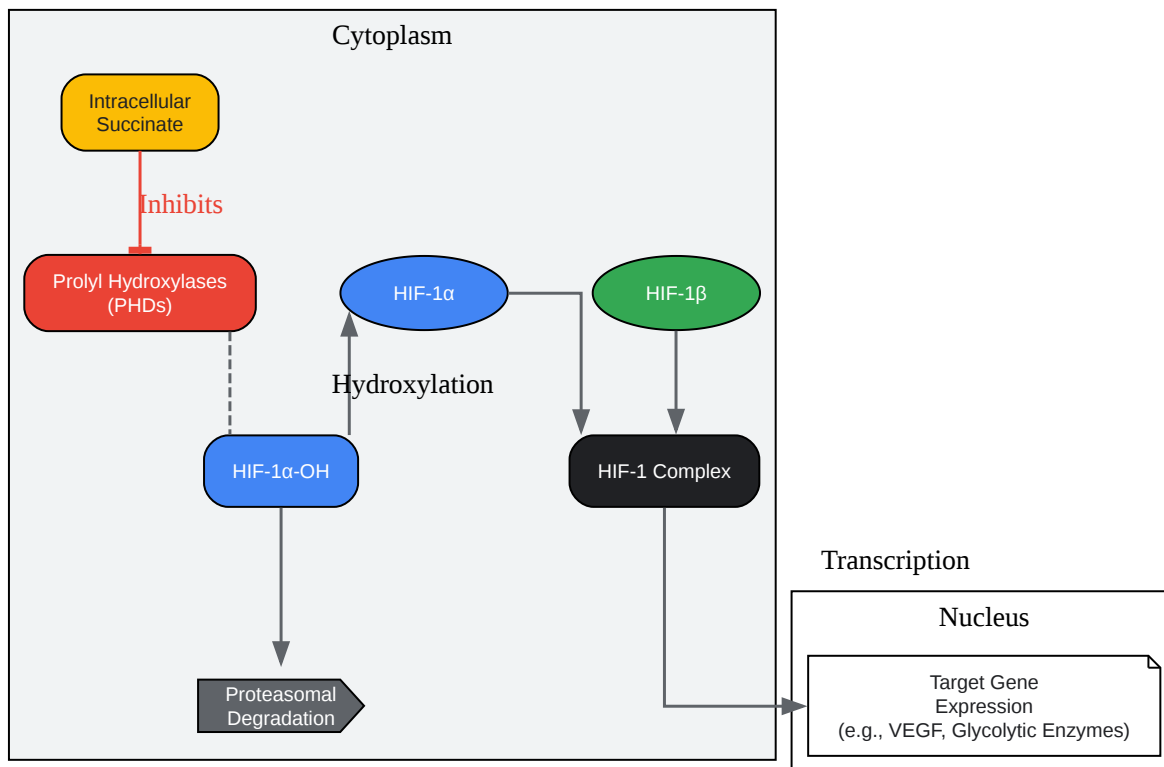 Cytoplasm
Intracellular
Succinate
Inhibits
Prolyl Hydroxylases
(PHDs)
HIF-1α
HIF-1β
Hydroxylation
HIF-1α-OH
HIF-1 Complex
Transcription
Nucleus
Proteasomal
Degradation
Target Gene
Expression
(e.g., VEGF, Glycolytic Enzymes)